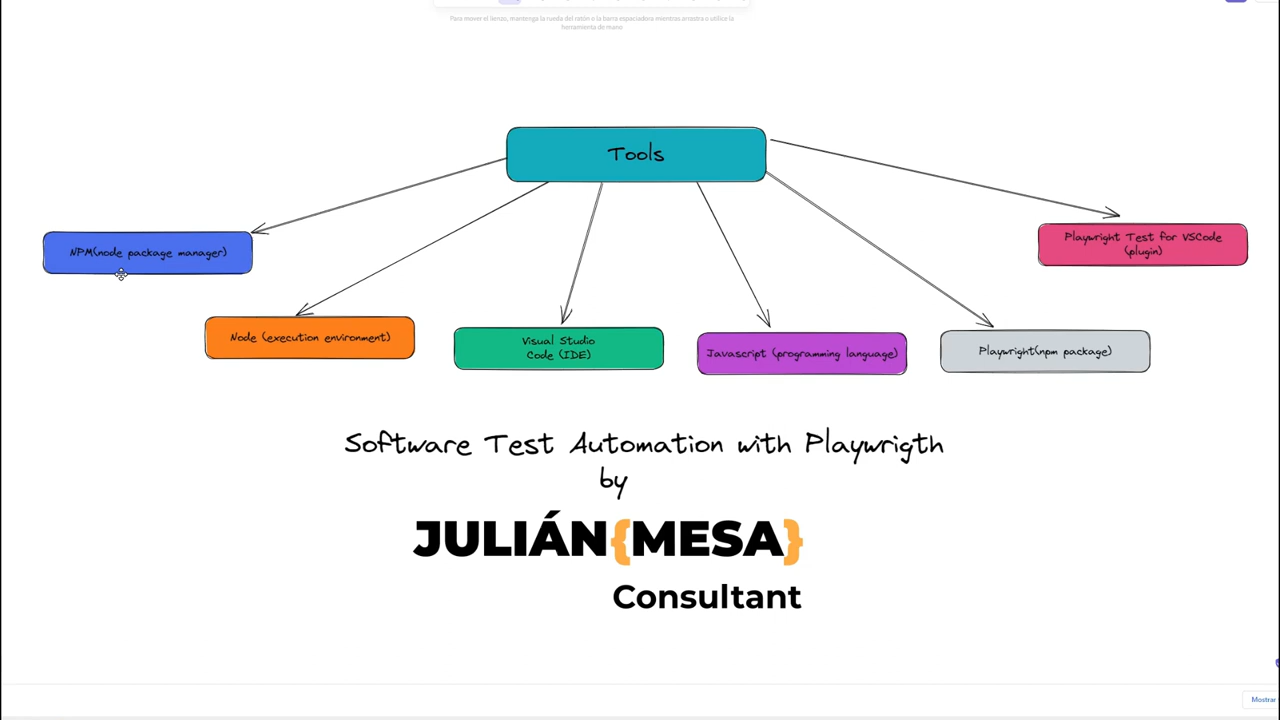 Para mover el lienzo, mantenga la rueda del ratón o la barra espaciadora mientras arrastra o utilice la
herramienta de mano
Tools
NPM(node package manager)
Playwright Test for VSCode
(plugin)
Node (execution environment)
Visual Studio
Code (IDE)
Javascript (programming language)
Playwright(npm package)
Software Test Automation with Playwrigth
by
JULIÁN{MESA}
Consultant
Mostrar